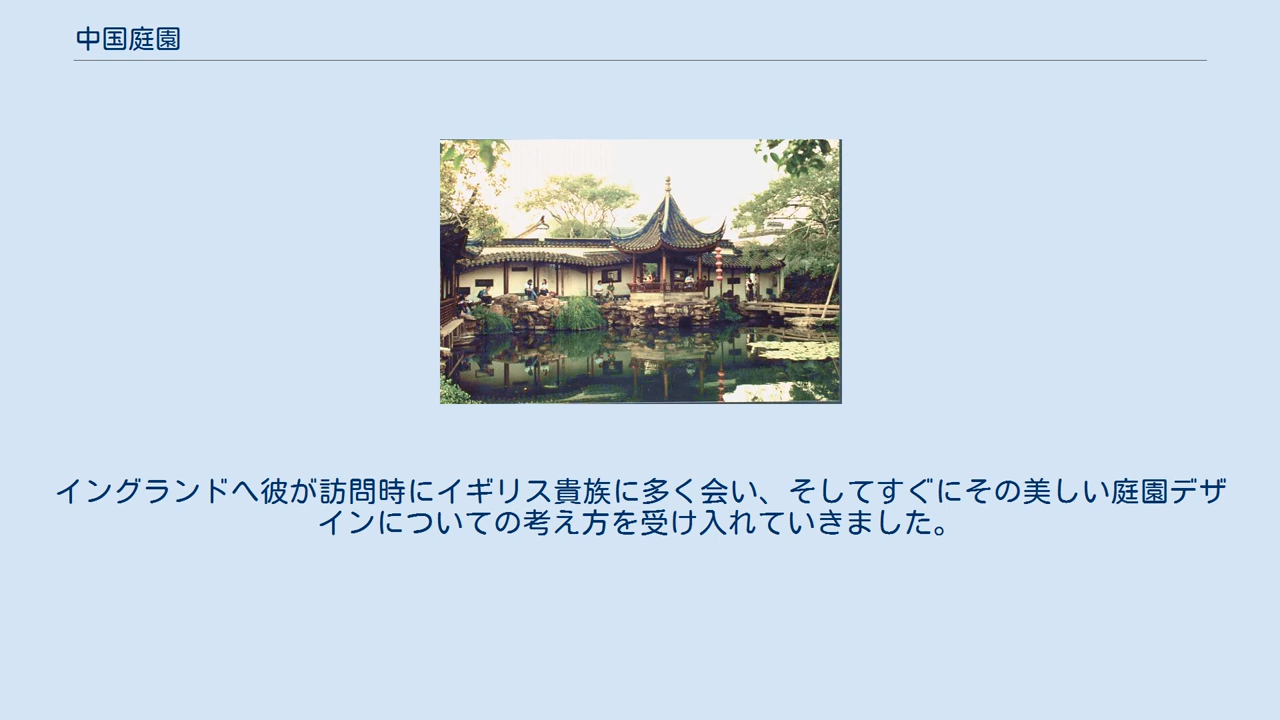 中国庭園
イングランドへ彼が訪問時にイギリス貴族に多く会い、そしてすぐにその美しい庭園デザ
インについての考え方を受け入れていきました。